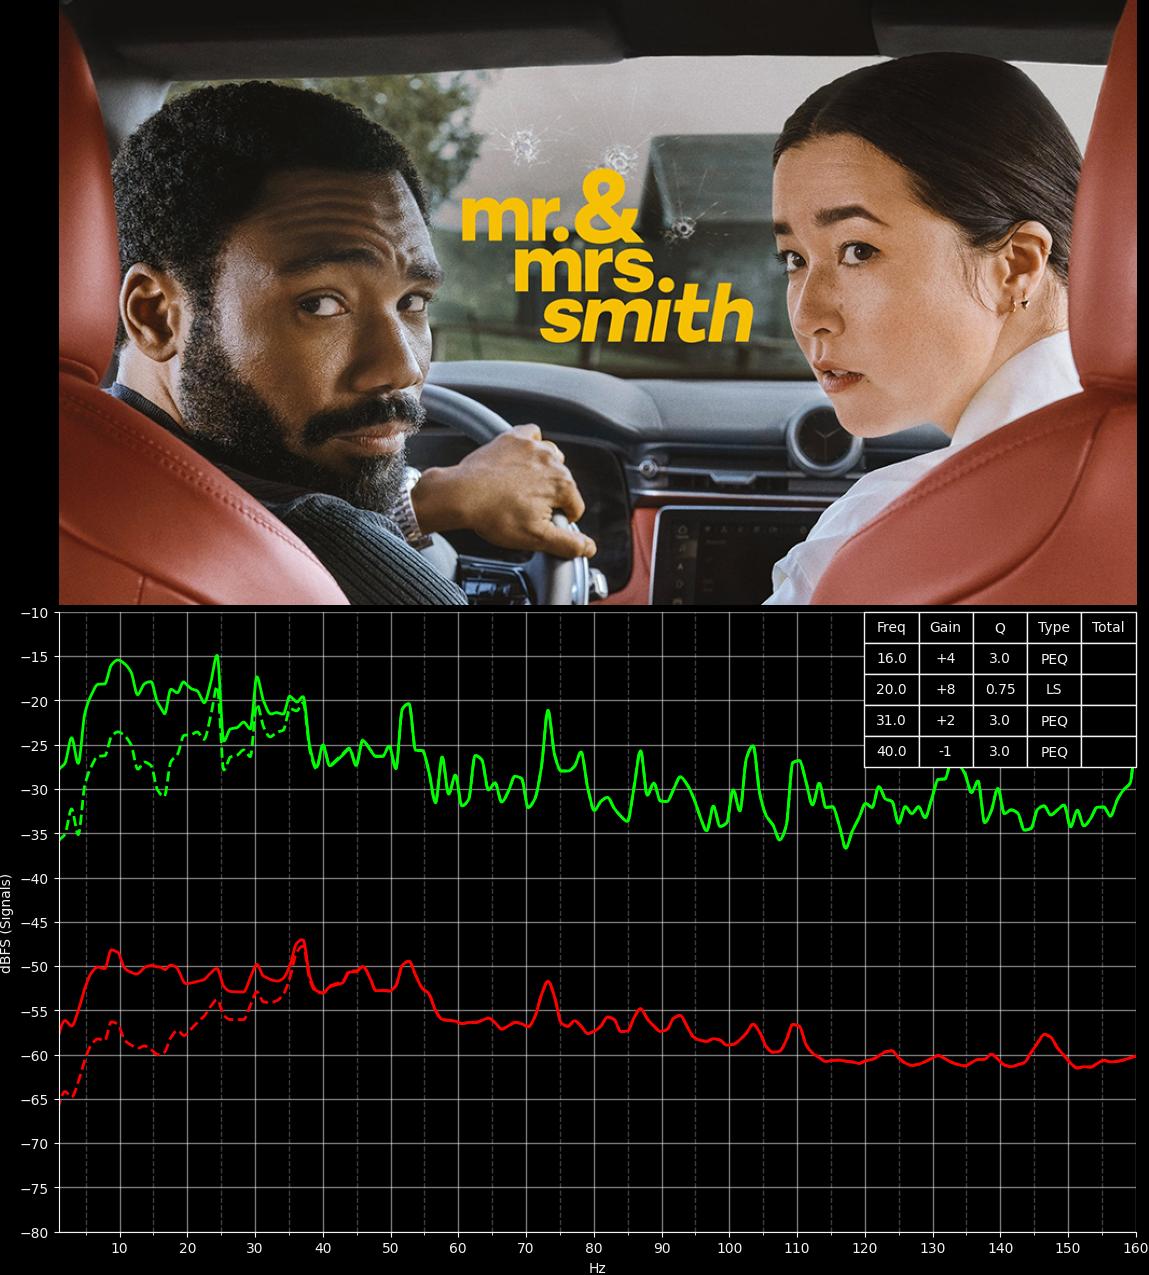 mr.&
mrs.
smith
−10
−15
−20
−25
−30
−35
−40
−45
−50
−55
−60
−65
−70
−75
−80
dBFS (Signals)
Freq Gain Q Type Total
16.0 +4 3.0 PEQ
20.0 +8 0.75 LS
31.0 +2 3.0 PEQ
40.0 -1 3.0 PEQ
10 20 30 40 50 60 70 80 90 100 110 120 130 140 150 160
Hz